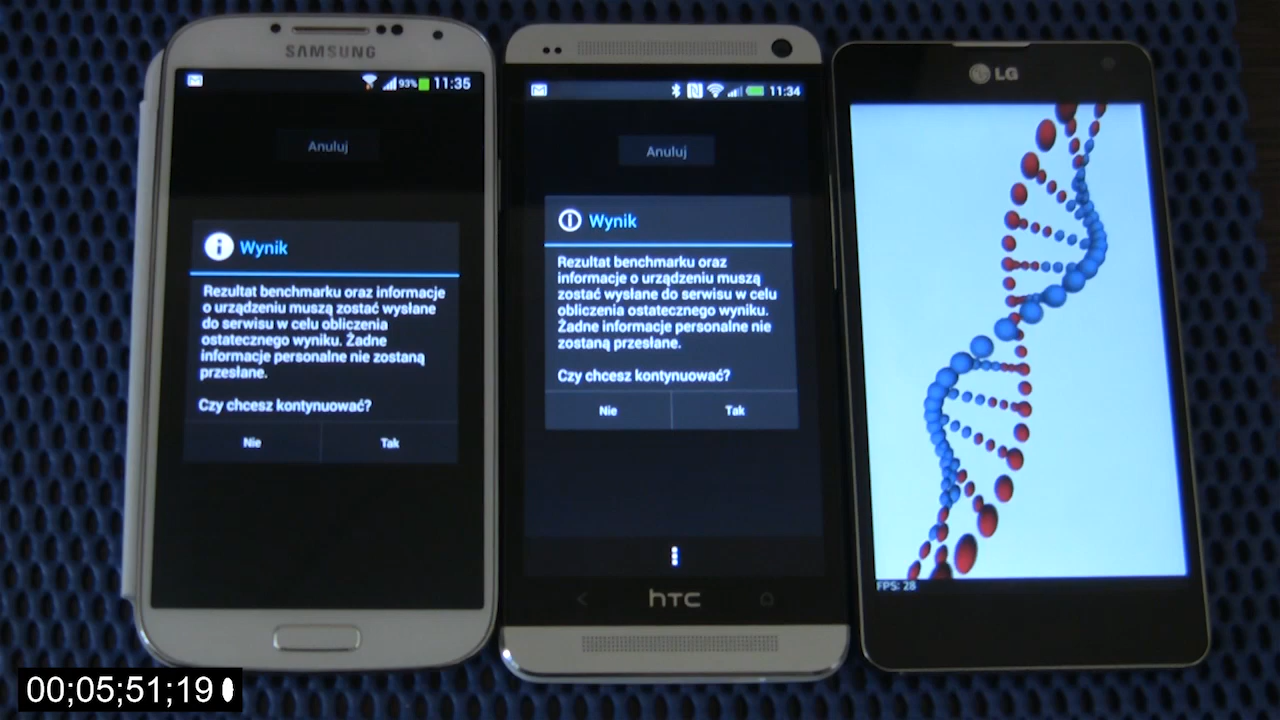 SAMSUNG
93% 11:35
Anuluj
Wynik
Rezultat benchmarku oraz informacje
o urządzeniu muszą zostać wysłane
do serwisu w celu obliczenia
ostatecznego wyniku. Żadne
informacje personalne nie zostaną
przesłane.
Czy chcesz kontynuować?
Nie Tak
11:34
Anuluj
Wynik
Rezultat benchmarku oraz
informacje o urządzeniu muszą
zostać wysłane do serwisu w celu
obliczenia ostatecznego wyniku.
Żadne informacje personalne nie
zostaną przesłane.
Czy chcesz kontynuować?
Nie Tak
hTC
LG
FPS: 28
00;05;51;19